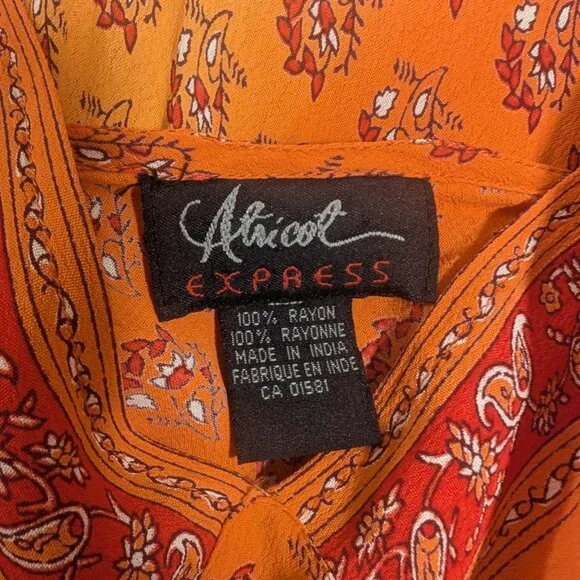 Atricot
EXPRESS
100% RAYON
100% RAYONNE
MADE IN INDIA
FABRIQUE EN INDE
CA 01581